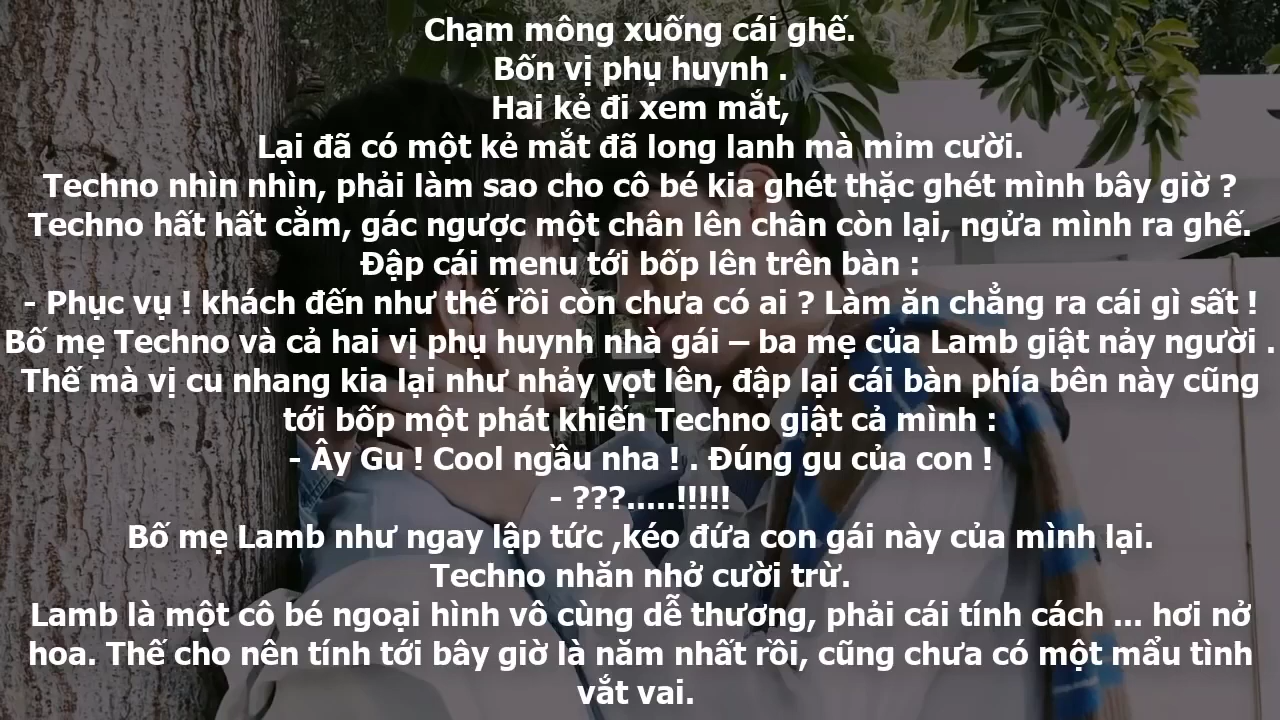 Chạm mông xuống cái ghế.
Bốn vị phụ huynh .
Hai kẻ đi xem mắt,
Lại đã có một kẻ mắt đã long lanh mà mỉm cười.
Techno nhìn nhìn, phải làm sao cho cô bé kia ghét thặc ghét mình bây giờ ?
Techno hất hất cằm, gác ngược một chân lên chân còn lại, ngửa mình ra ghế.
Đập cái menu tới bốp lên trên bàn :
- Phục vụ ! khách đến như thế rồi còn chưa có ai ? Làm ăn chẳng ra cái gì sất !
Bố mẹ Techno và cả hai vị phụ huynh nhà gái – ba mẹ của Lamb giật nảy người .
Thế mà vị cu nhang kia lại như nhảy vọt lên, đập lại cái bàn phía bên này cũng
tới bốp một phát khiến Techno giật cả mình :
- Ây Gu ! Cool ngầu nha ! . Đúng gu của con !
- ???.....!!!!!
Bố mẹ Lamb như ngay lập tức ,kéo đứa con gái này của mình lại.
Techno nhăn nhở cười trừ.
Lamb là một cô bé ngoại hình vô cùng dễ thương, phải cái tính cách ... hơi nở
hoa. Thế cho nên tính tới bây giờ là năm nhất rồi, cũng chưa có một mẩu tình
vắt vai.